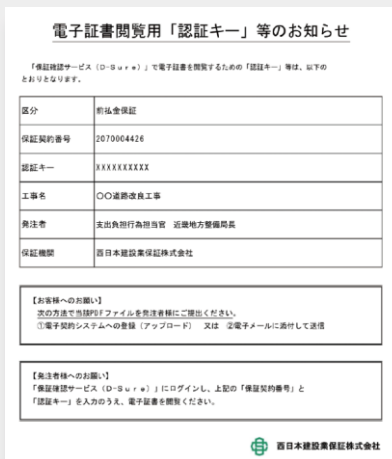 電子証書閲覧用「認証キー」等のお知らせ
「保証確認サービス（D-Sure）」で電子証書を閲覧するための「認証キー」等は、以下の
とおりとなります。
区分 前払金保証
保証契約番号 2070004426
認証キー XXXXXXXXXX
工事名 〇〇道路改良工事
発注者 支出負担行為担当官 近畿地方整備局長
保証機関 西日本建設業保証株式会社
【お客様へのお願い】
次の方法で当該PDFファイルを発注者様にご提出ください。
①電子契約システムへの登録（アップロード） 又は ②電子メールに添付して送信
【発注者様へのお願い】
「保証確認サービス（D-Sure）」にログインし、上記の「保証契約番号」と
「認証キー」を入力のうえ、電子証書を閲覧ください。
西日本建設業保証株式会社